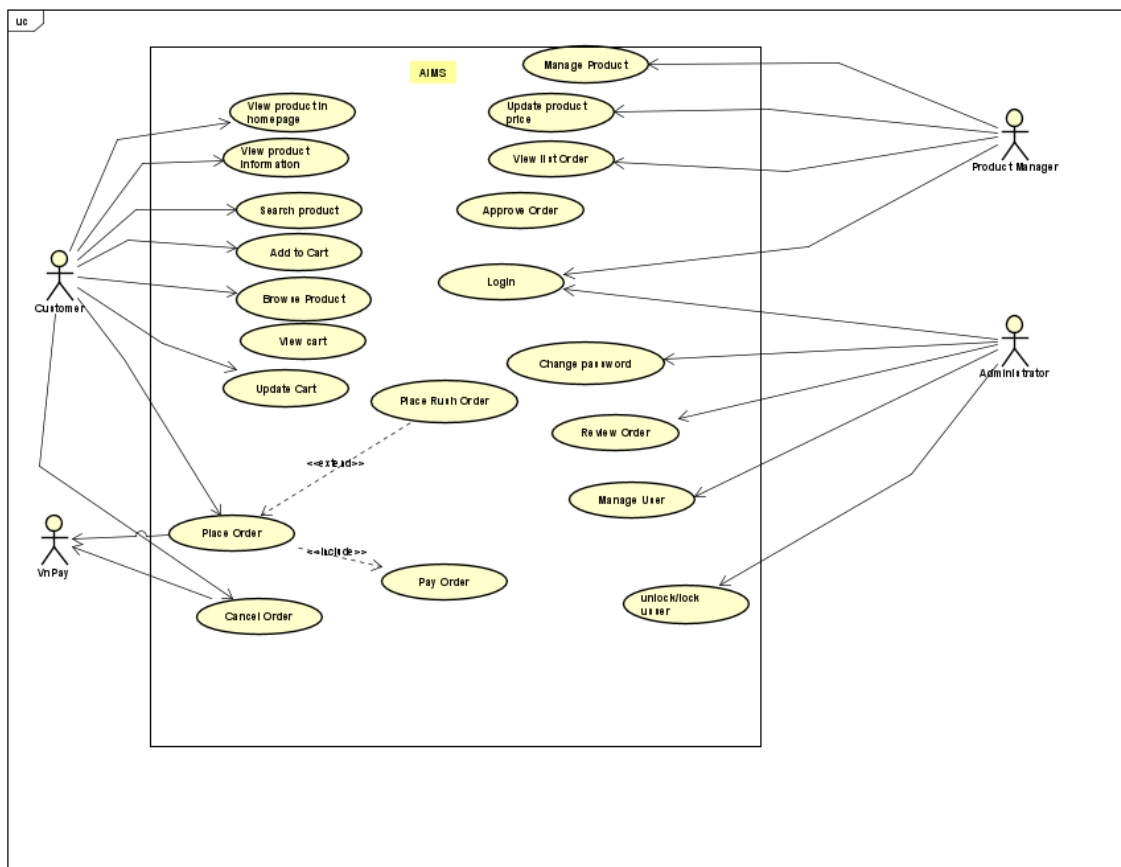 uc
AIMS
Manage Product
View product in
homepage
Update product
price
View product
information
View list Order
Product Manager
Search product
Approve Order
Add to Cart
Login
Customer
Browse Product
View cart
Change password
Administrator
Update Cart
Place Rush Order
Review Order
<<extend>>
Manage User
Place Order
<<include>>
VnPay
Pay Order
Cancel Order
unlock/lock